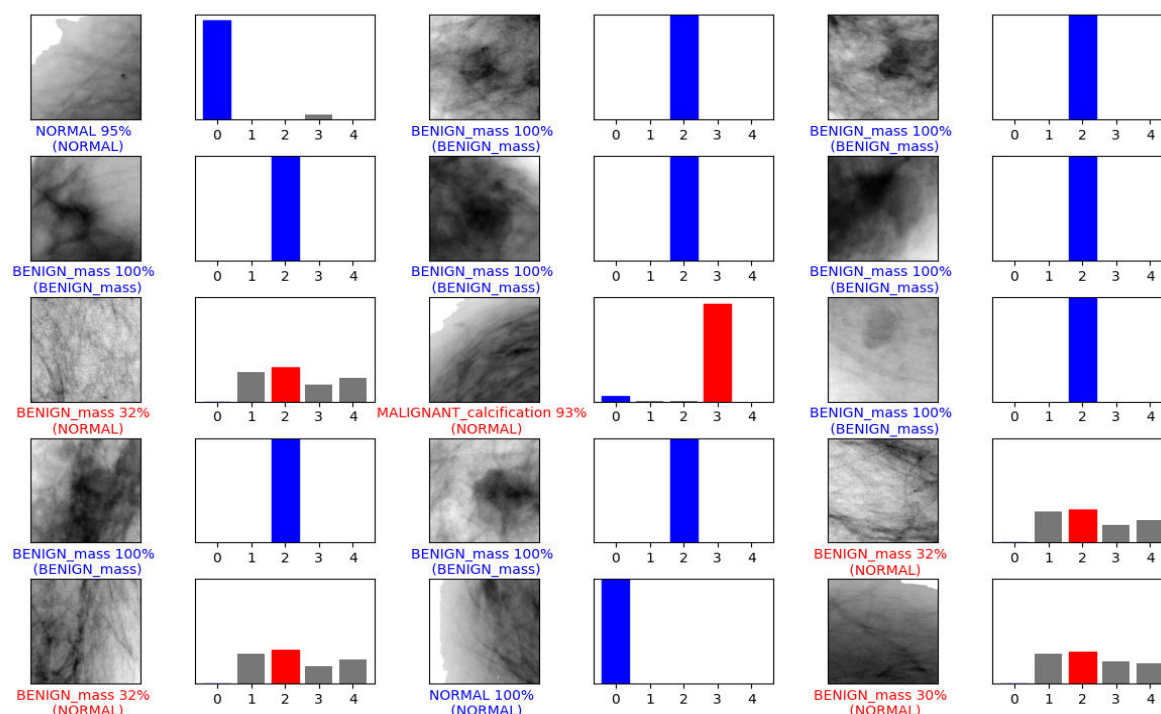 0 1 2 3 4
0 1 2 3 4
0 1 2 3 4
NORMAL 95%
(NORMAL)
BENIGN_mass 100%
(BENIGN_mass)
BENIGN_mass 100%
(BENIGN_mass)
0 1 2 3 4
0 1 2 3 4
0 1 2 3 4
BENIGN_mass 100%
(BENIGN_mass)
BENIGN_mass 100%
(BENIGN_mass)
BENIGN_mass 100%
(BENIGN_mass)
0 1 2 3 4
0 1 2 3 4
0 1 2 3 4
BENIGN_mass 32%
(NORMAL)
MALIGNANT_calcification 93%
(NORMAL)
BENIGN_mass 100%
(BENIGN_mass)
0 1 2 3 4
0 1 2 3 4
0 1 2 3 4
BENIGN_mass 100%
(BENIGN_mass)
BENIGN_mass 100%
(BENIGN_mass)
BENIGN_mass 32%
(NORMAL)
0 1 2 3 4
0 1 2 3 4
0 1 2 3 4
BENIGN_mass 32%
(NORMAL)
NORMAL 100%
(NORMAL)
BENIGN_mass 30%
(NORMAL)